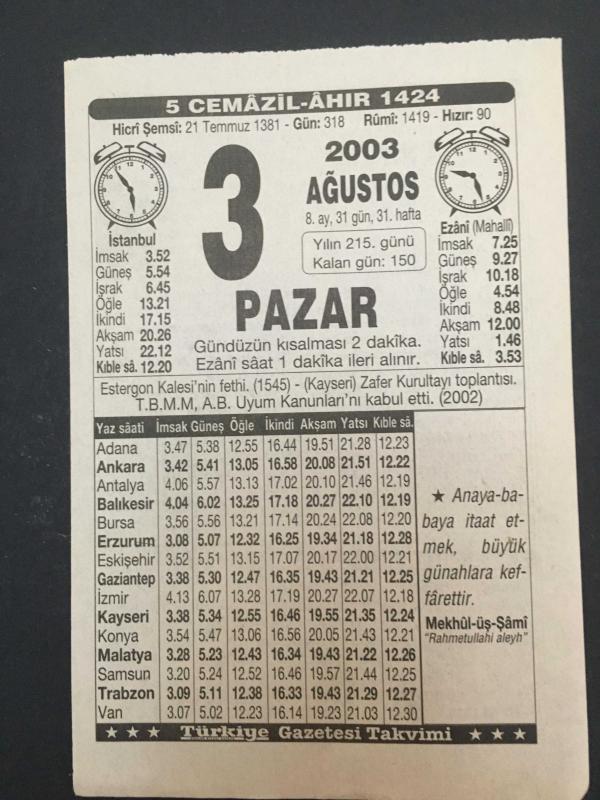 5 CEMÂZİL-ÂHIR 1424
Hicrî Şemsî: 21 Temmuz 1381 - Gün: 318 Rûmî: 1419 - Hızır: 90
3
2003
AĞUSTOS
8. ay, 31 gün, 31. hafta
Yılın 215. günü
Kalan gün: 150
PAZAR
İstanbul
İmsak 3.52
Güneş 5.54
İşrak 6.45
Öğle 13.21
İkindi 17.15
Akşam 20.26
Yatsı 22.12
Kıble sâ. 12.20
Ezânî (Mahallî)
İmsak 7.25
Güneş 9.27
İşrak 10.18
Öğle 4.54
İkindi 8.48
Akşam 12.00
Yatsı 1.46
Kıble sâ. 3.53
Gündüzün kısalması 2 dakîka.
Ezânî sâat 1 dakîka ileri alınır.
Estergon Kalesi'nin fethi. (1545) - (Kayseri) Zafer Kurultayı toplantısı.
T.B.M.M, A.B. Uyum Kanunları'nı kabul etti. (2002)
Yaz sâati İmsak Güneş Öğle İkindi Akşam Yatsı Kıble sâ.
Adana 3.47 5.38 12.55 16.44 19.51 21.28 12.23
Ankara 3.42 5.41 13.05 16.58 20.08 21.51 12.22
Antalya 4.06 5.57 13.13 17.02 20.10 21.46 12.19
Balıkesir 4.04 6.02 13.25 17.18 20.27 22.10 12.19
Bursa 3.56 5.56 13.21 17.14 20.24 22.08 12.20
Erzurum 3.08 5.07 12.32 16.25 19.34 21.18 12.28
Eskişehir 3.52 5.51 13.15 17.07 20.17 22.00 12.21
Gaziantep 3.38 5.30 12.47 16.35 19.43 21.21 12.25
İzmir 4.13 6.07 13.28 17.19 20.27 22.07 12.18
Kayseri 3.38 5.34 12.55 16.46 19.55 21.35 12.24
Konya 3.54 5.47 13.06 16.56 20.05 21.43 12.21
Malatya 3.28 5.23 12.43 16.34 19.43 21.22 12.26
Samsun 3.20 5.24 12.52 16.46 19.57 21.44 12.25
Trabzon 3.09 5.11 12.38 16.33 19.43 21.29 12.27
Van 3.07 5.02 12.23 16.14 19.23 21.03 12.30
★ Anaya-ba-
baya itaat et-
mek, büyük
günahlara kef-
fârettir.
Mekhûl-üş-Şâmî
"Rahmetullahi aleyh"
★ ★ ★ Türkiye Gazetesi Takvimi ★ ★ ★